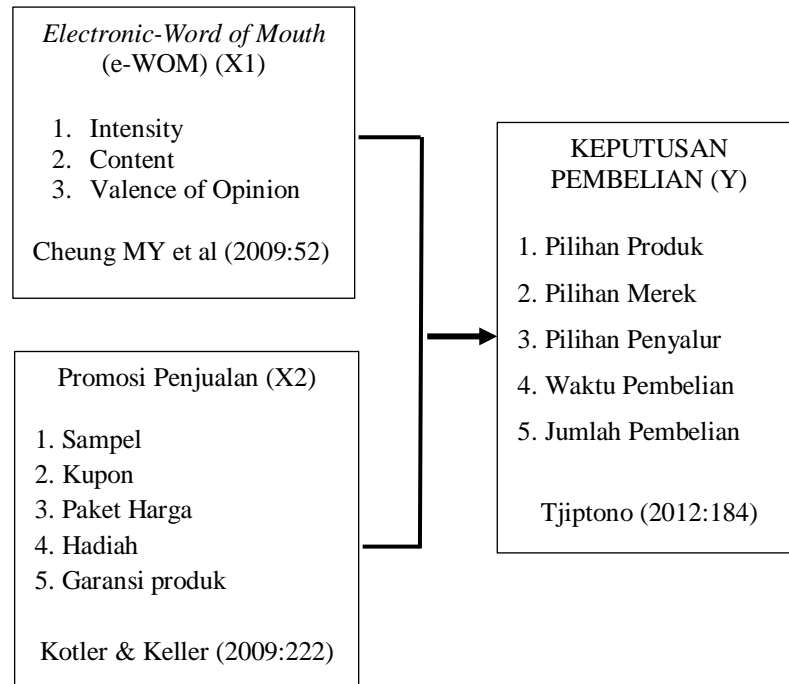 Electronic-Word of Mouth
(e-WOM) (X1)
1. Intensity
2. Content
3. Valence of Opinion
Cheung MY et al (2009:52)
Promosi Penjualan (X2)
1. Sampel
2. Kupon
3. Paket Harga
4. Hadiah
5. Garansi produk
Kotler & Keller (2009:222)
KEPUTUSAN
PEMBELIAN (Y)
1. Pilihan Produk
2. Pilihan Merek
3. Pilihan Penyalur
4. Waktu Pembelian
5. Jumlah Pembelian
Tjiptono (2012:184)